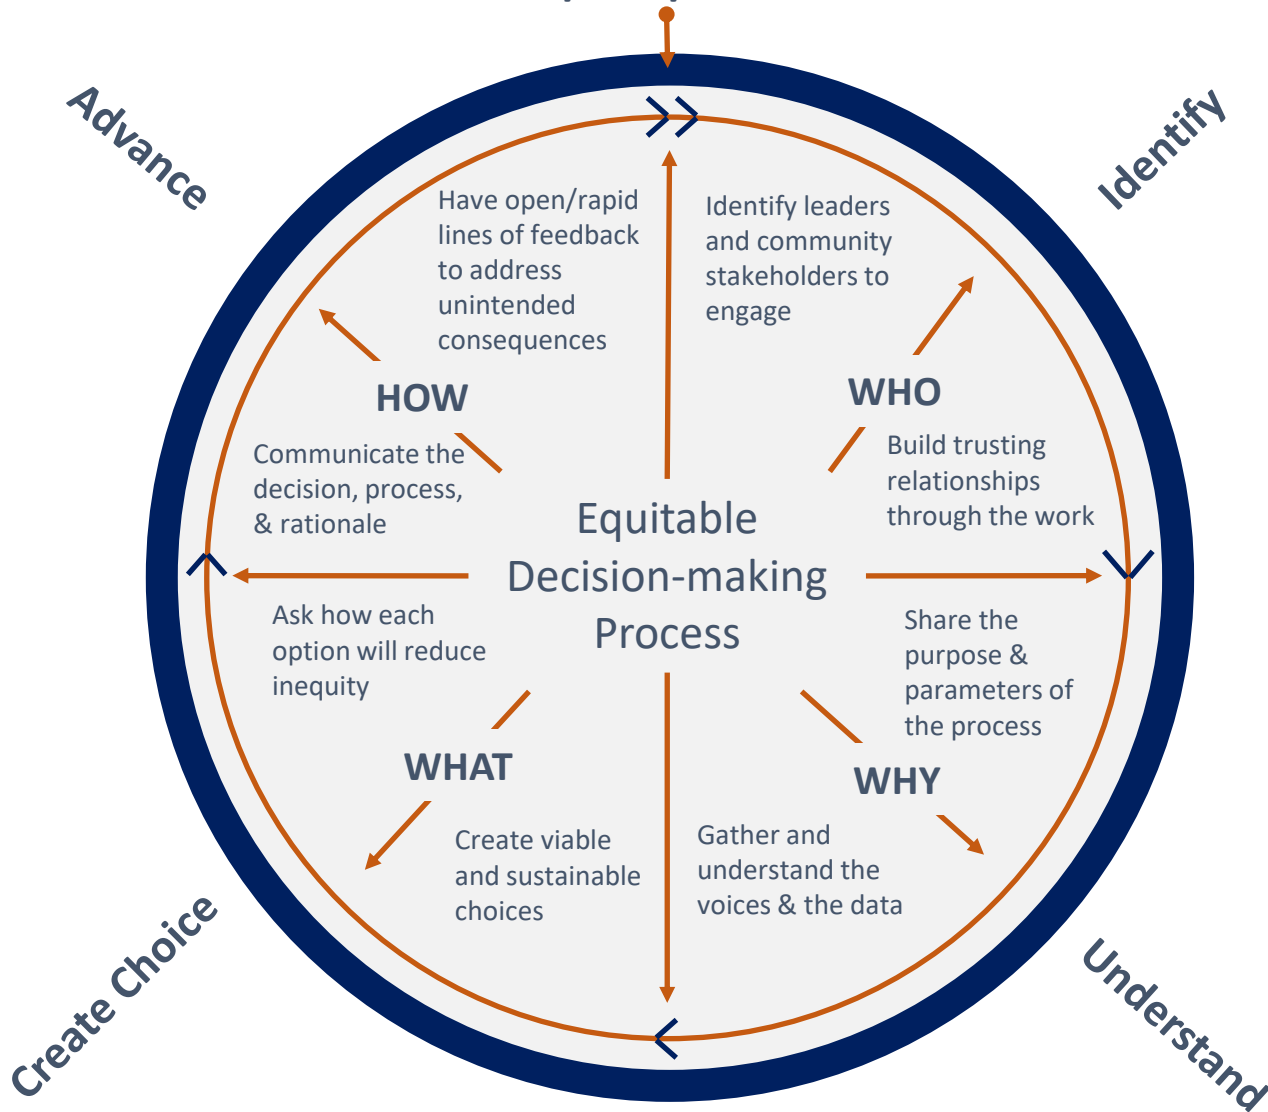 Advance
Identify
Have open/rapid
lines of feedback
to address
unintended
consequences
Identify leaders
and community
stakeholders to
engage
HOW
WHO
Communicate the
decision, process,
& rationale
Build trusting
relationships
through the work
Equitable
Decision-making
Process
Ask how each
option will reduce
inequity
Share the
purpose &
parameters of
the process
WHAT
WHY
Create viable
and sustainable
choices
Gather and
understand the
voices & the data
Create Choice
Understand